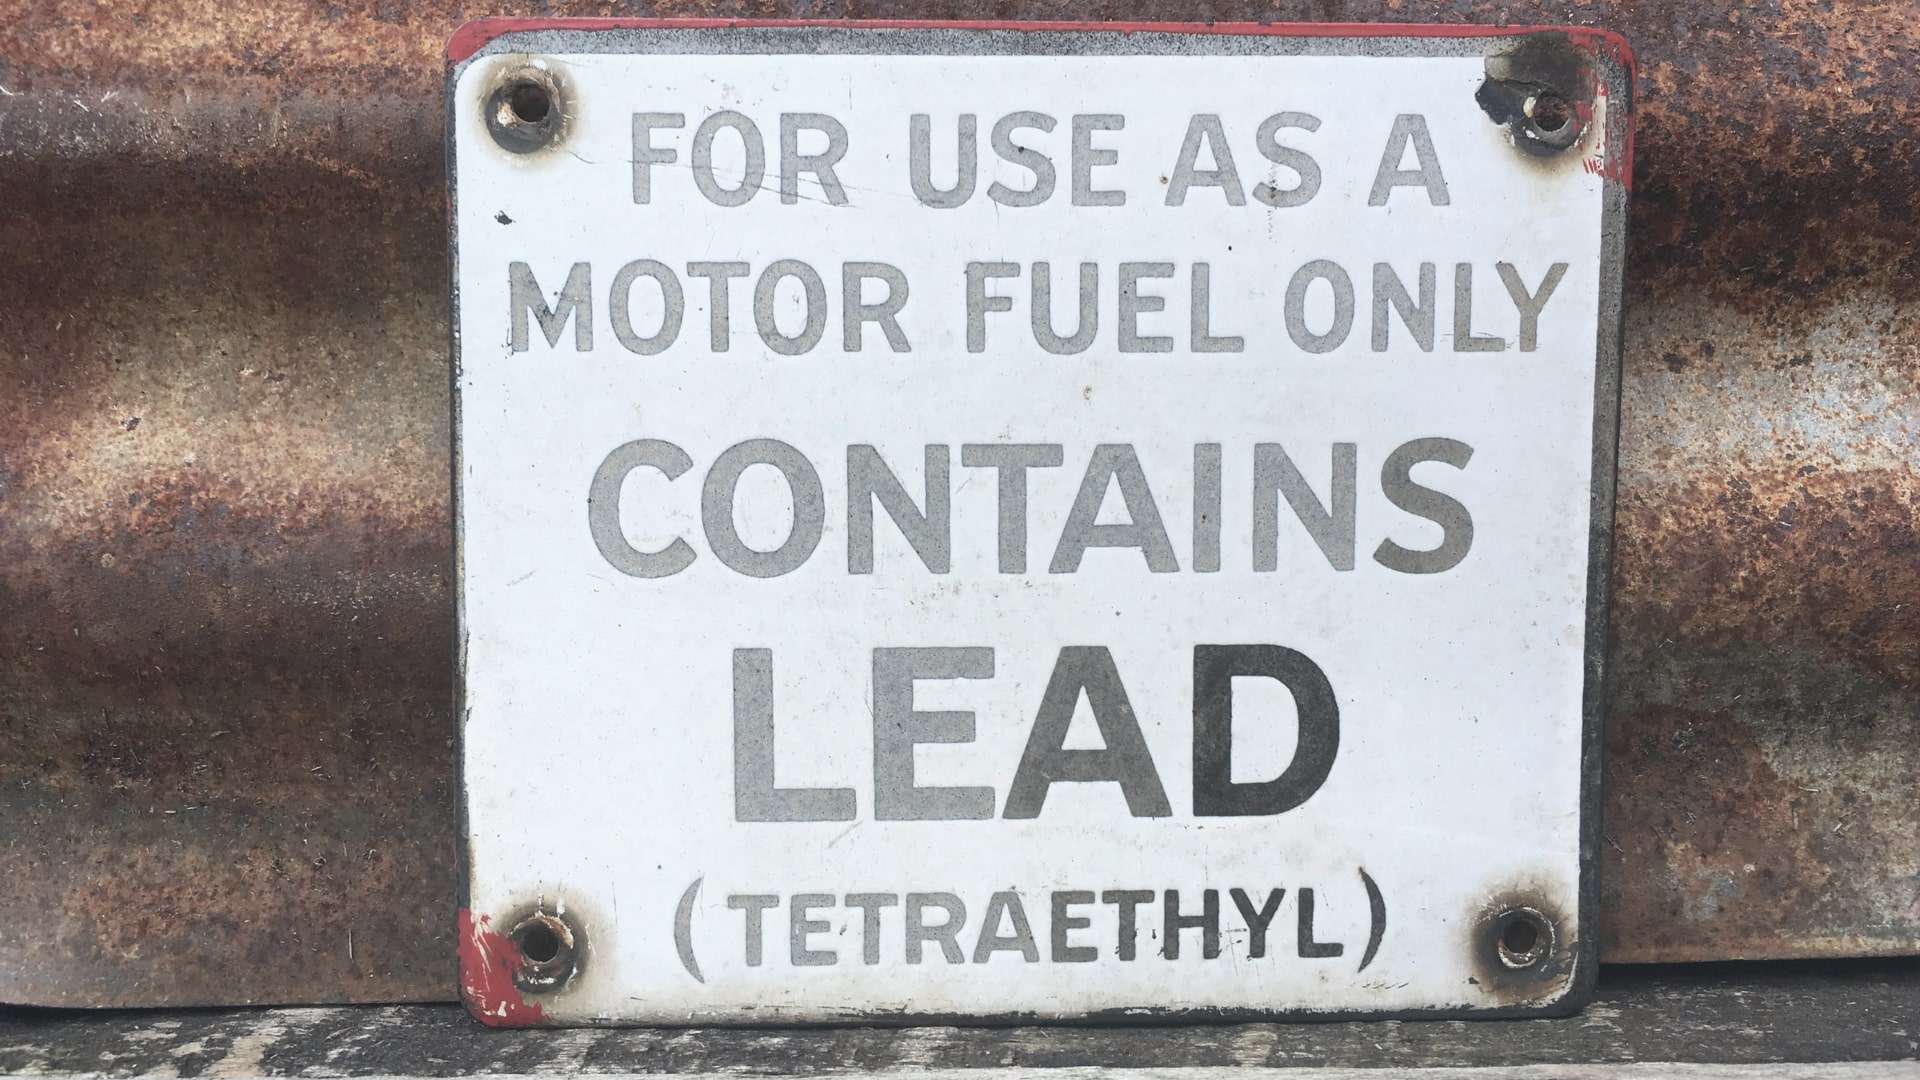 FOR USE AS A
MOTOR FUEL ONLY
CONTAINS
LEAD
(TETRAETHYL)